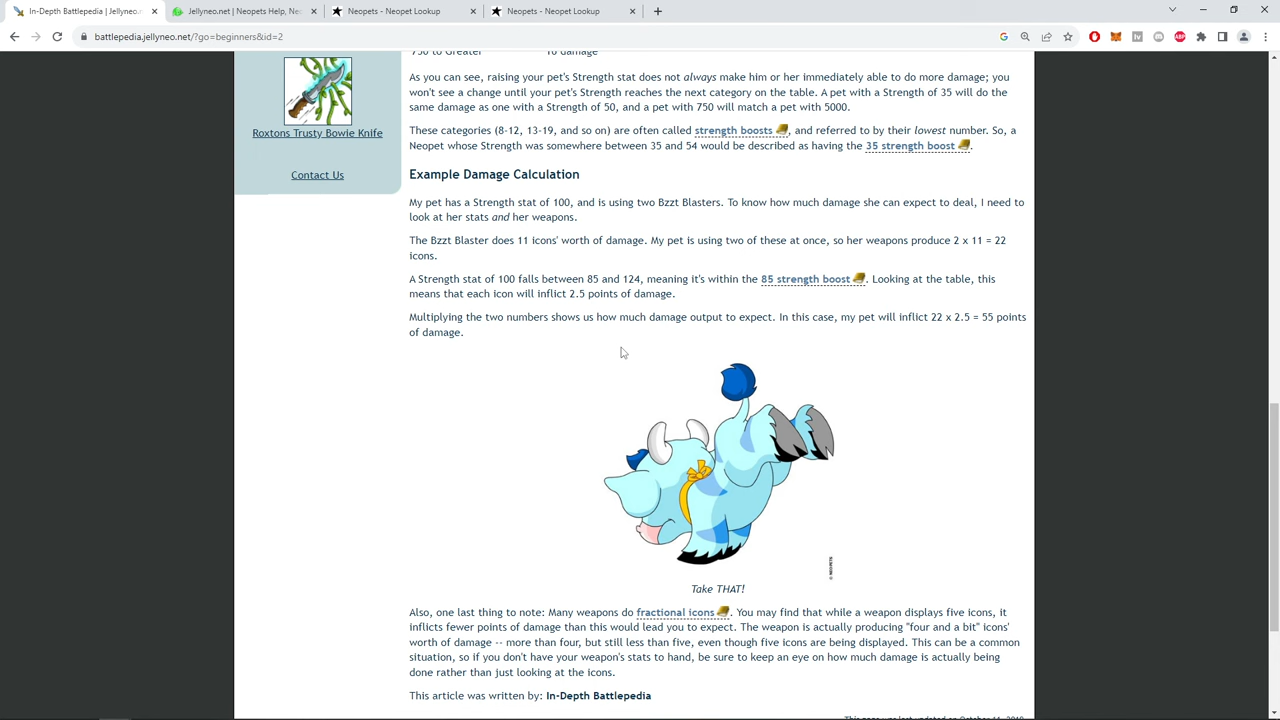 In-Depth Battlepedia | Jellyneo.n
Jellyneo.net | Neopets Help, Ne
Neopets - Neopet Lookup
Neopets - Neopet Lookup
battlepedia.jellyneo.net/?go=beginners&id=2
750 to Greater 16 damage
As you can see, raising your pet's Strength stat does not always make him or her immediately able to do more damage; you
won't see a change until your pet's Strength reaches the next category on the table. A pet with a Strength of 35 will do the
same damage as one with a Strength of 50, and a pet with 750 will match a pet with 5000.
Roxtons Trusty Bowie Knife
These categories (8-12, 13-19, and so on) are often called strength boosts, and referred to by their lowest number. So, a
Neopet whose Strength was somewhere between 35 and 54 would be described as having the 35 strength boost.
Contact Us
Example Damage Calculation
My pet has a Strength stat of 100, and is using two Bzzt Blasters. To know how much damage she can expect to deal, I need to
look at her stats and her weapons.
The Bzzt Blaster does 11 icons' worth of damage. My pet is using two of these at once, so her weapons produce 2 x 11 = 22
icons.
A Strength stat of 100 falls between 85 and 124, meaning it's within the 85 strength boost. Looking at the table, this
means that each icon will inflict 2.5 points of damage.
Multiplying the two numbers shows us how much damage output to expect. In this case, my pet will inflict 22 x 2.5 = 55 points
of damage.
© NEOPETS
Take THAT!
Also, one last thing to note: Many weapons do fractional icons. You may find that while a weapon displays five icons, it
inflicts fewer points of damage than this would lead you to expect. The weapon is actually producing "four and a bit" icons'
worth of damage -- more than four, but still less than five, even though five icons are being displayed. This can be a common
situation, so if you don't have your weapon's stats to hand, be sure to keep an eye on how much damage is actually being
done rather than just looking at the icons.
This article was written by: In-Depth Battlepedia